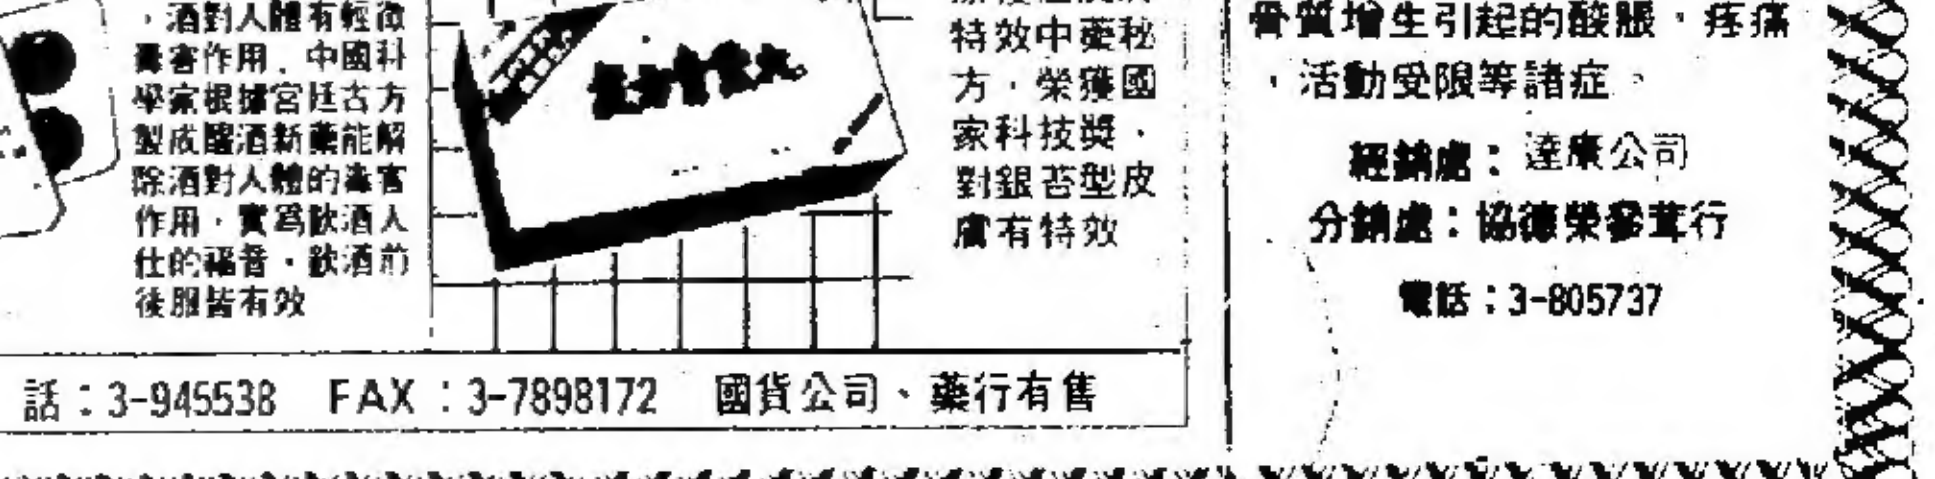 ，酒對人體有輕微
毒害作用．中國科
學家根據宮廷古方
製成醒酒新藥能解
除酒對人體的毒害
作用，實爲飲酒人
仕的福音，飲酒前
後服皆有效
特效中藥秘
方，榮獲國
家科技獎，
對銀苔型皮
膚有特效
骨質增生引起的酸脹，疼痛
，活動受限等諸症。
經銷處：達康公司
分銷處：協德榮參茸行
電話：3-805737
話：3-945538 FAX：3-7898172 國貨公司、藥行有售